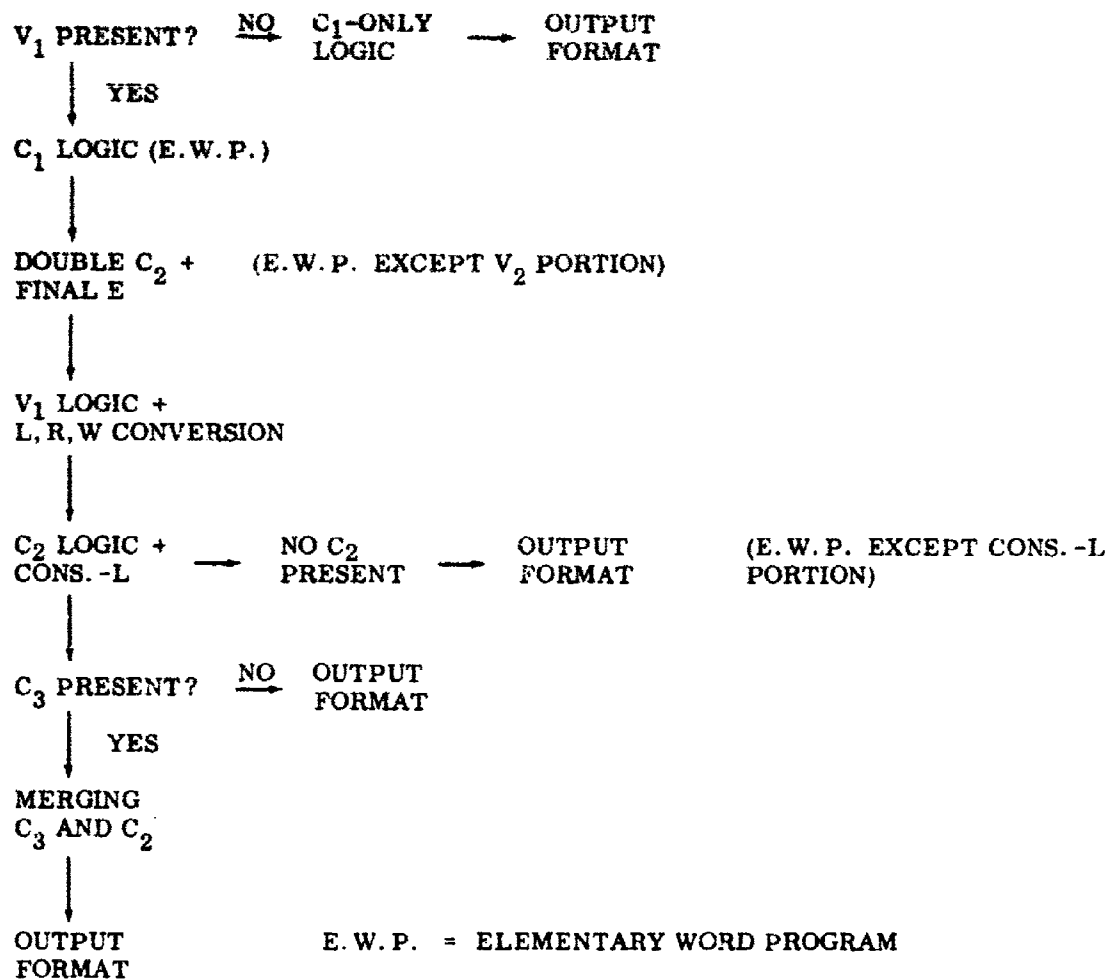 V1 PRESENT? NO C1-ONLY LOGIC OUTPUT FORMAT
YES
C1 LOGIC (E.W.P.)
DOUBLE C2 + (E.W.P. EXCEPT V2 PORTION)
FINAL E
V1 LOGIC +
L, R, W CONVERSION
C2 LOGIC +
CONS.-L
NO C2
PRESENT
OUTPUT
FORMAT
(E.W.P. EXCEPT CONS.-L
PORTION)
C3 PRESENT? NO OUTPUT
FORMAT
YES
MERGING
C3 AND C2
OUTPUT
FORMAT
E.W.P. = ELEMENTARY WORD PROGRAM